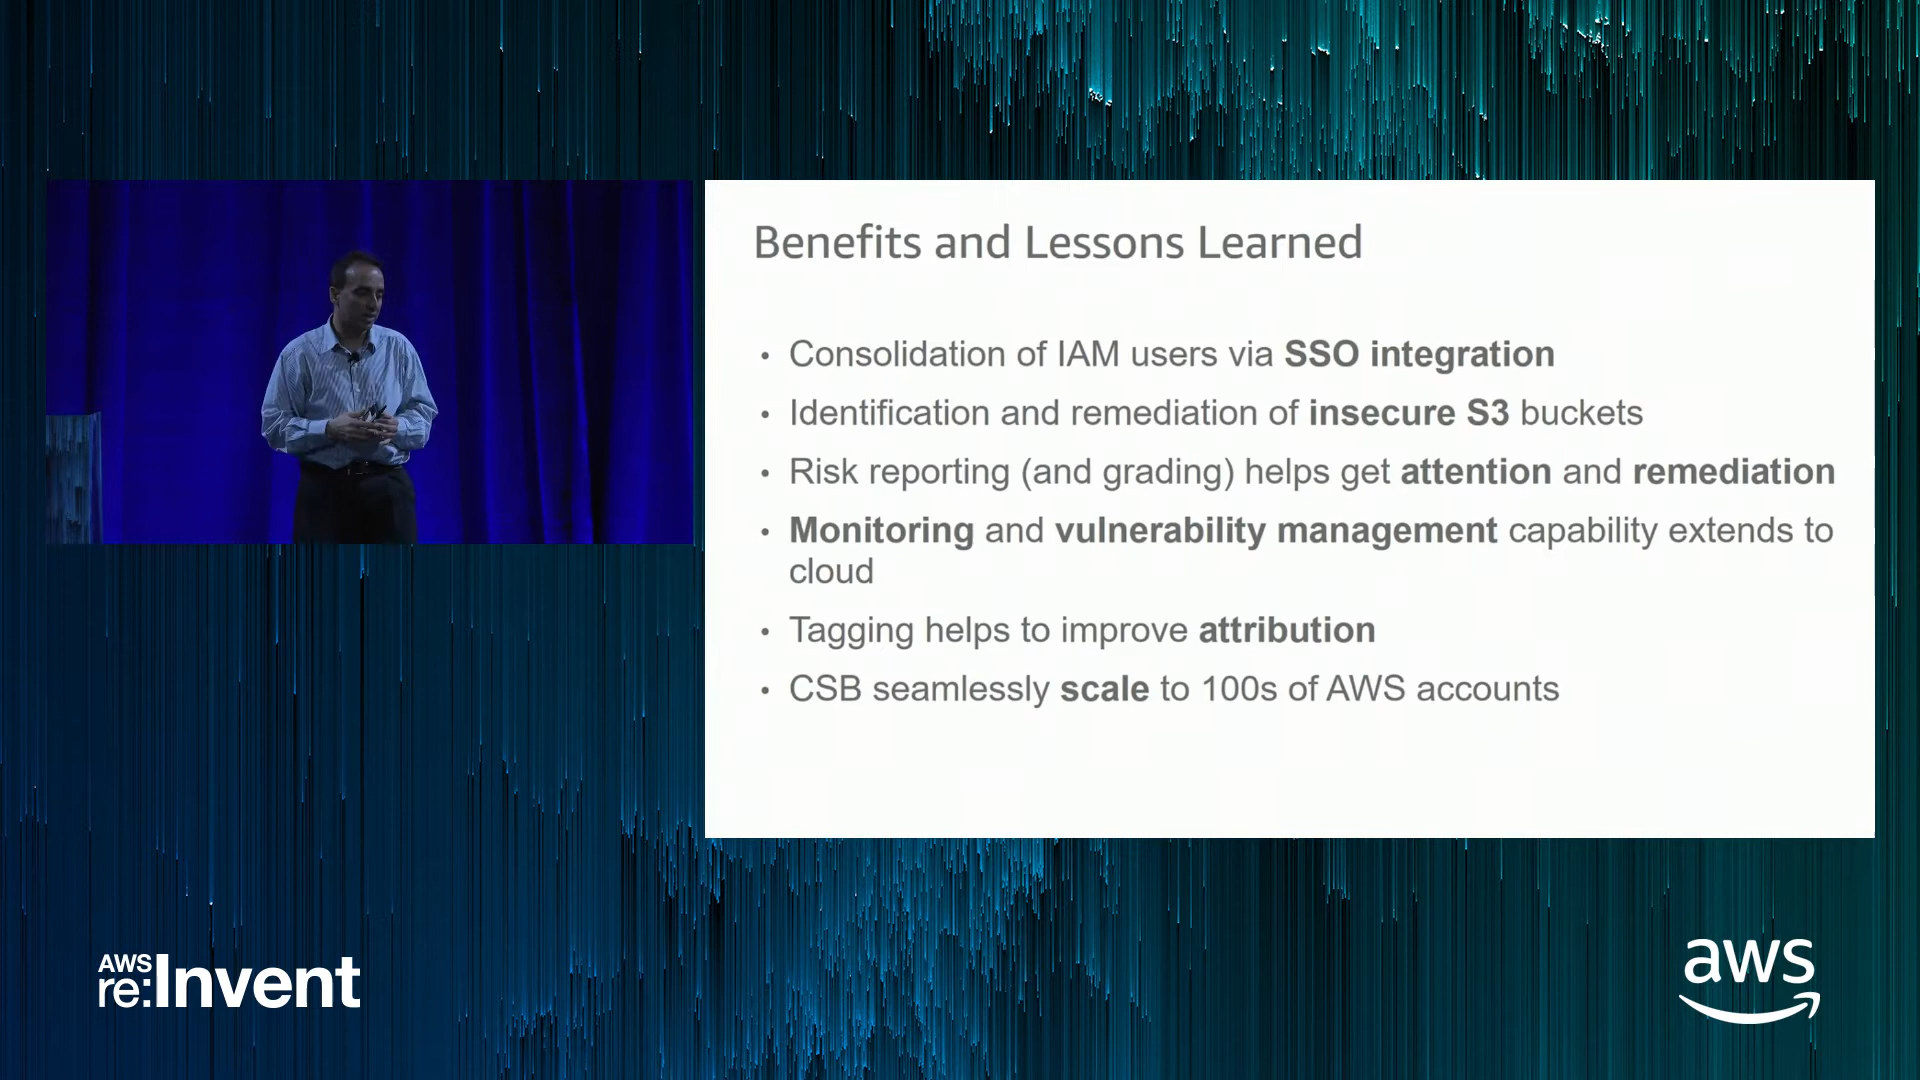 Benefits and Lessons Learned
• Consolidation of IAM users via SSO integration
• Identification and remediation of insecure S3 buckets
• Risk reporting (and grading) helps get attention and remediation
• Monitoring and vulnerability management capability extends to
cloud
• Tagging helps to improve attribution
• CSB seamlessly scale to 100s of AWS accounts
AWS
re:Invent
aws